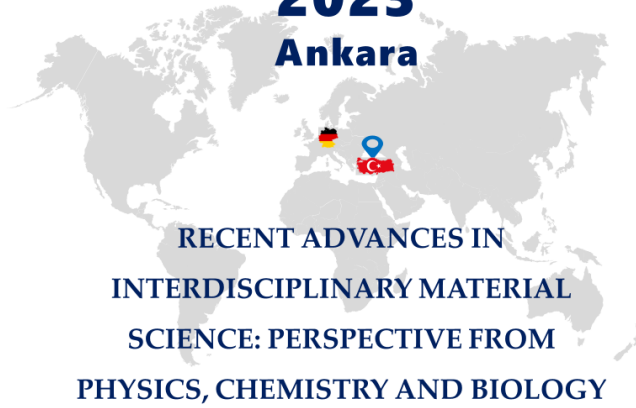 2023
Ankara
RECENT ADVANCES IN
INTERDISCIPLINARY MATERIAL
SCIENCE: PERSPECTIVE FROM
PHYSICS, CHEMISTRY AND BIOLOGY